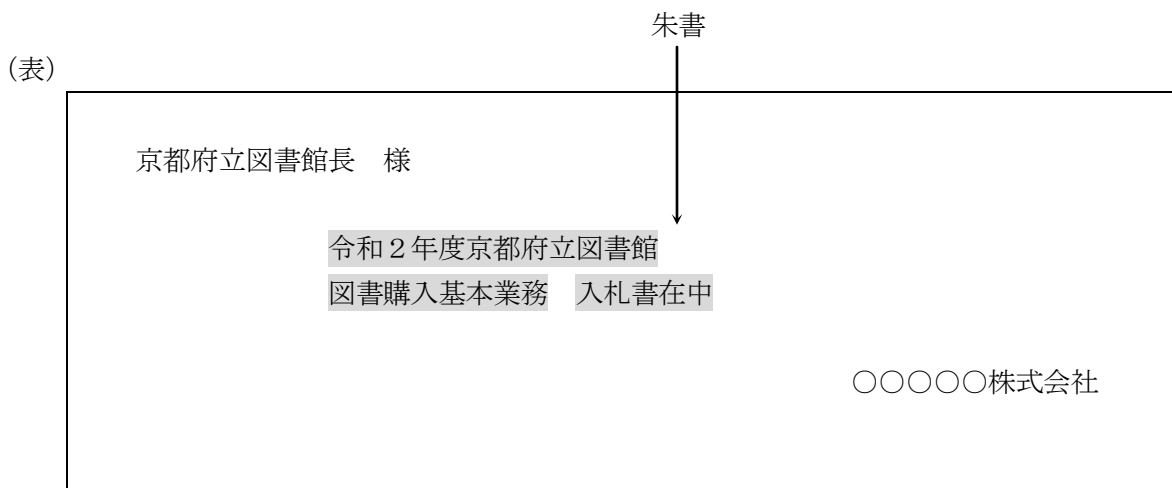 朱書
（表）
京都府立図書館長　様
令和２年度京都府立図書館
図書購入基本業務　入札書在中
○○○○○株式会社